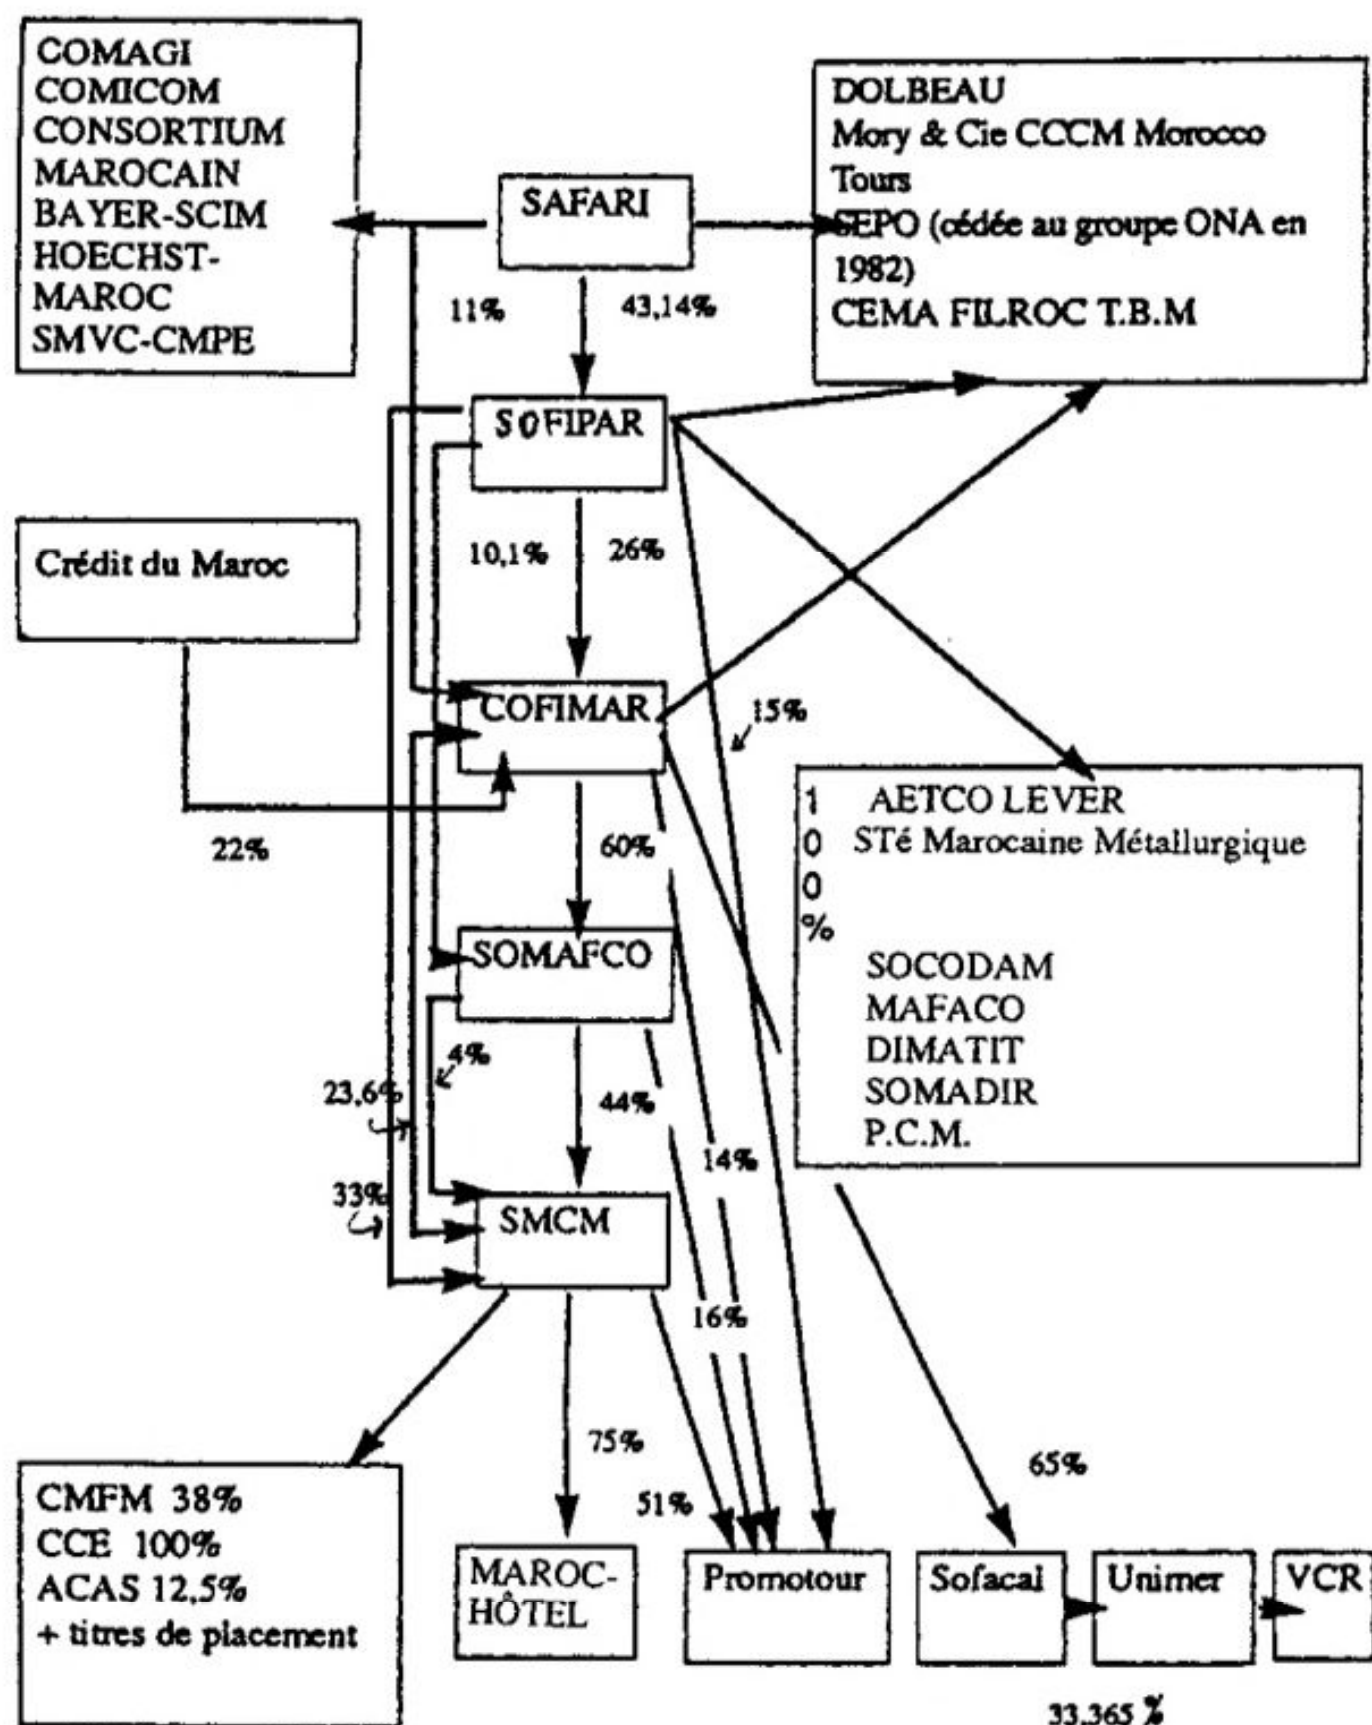 COMAGI
COMICOM
CONSORTIUM
MAROCAIN
BAYER-SCIM
HOECHST-
MAROC
SMVC-CMPE
SAFARI
DOLBEAU
Mory & Cie CCCM Morocco
Tours
SEPO (cédée au groupe ONA en
1982)
CEMA FILROC T.B.M
11%
43,14%
SOFIPAR
Crédit du Maroc
10,1%
26%
COFIMAR
15%
22%
60%
100%
AETCO LEVER
STé Marocaine Métallurgique
SOCODAM
MAFACO
DIMATIT
SOMADIR
P.C.M.
SOMAFCO
4%
23,6%
44%
14%
33%
SMCM
16%
75%
51%
65%
CMFM 38%
CCE 100%
ACAS 12,5%
+ titres de placement
MAROC-
HÔTEL
Promotour
Sofacal
Unimer
VCR
33,365 %